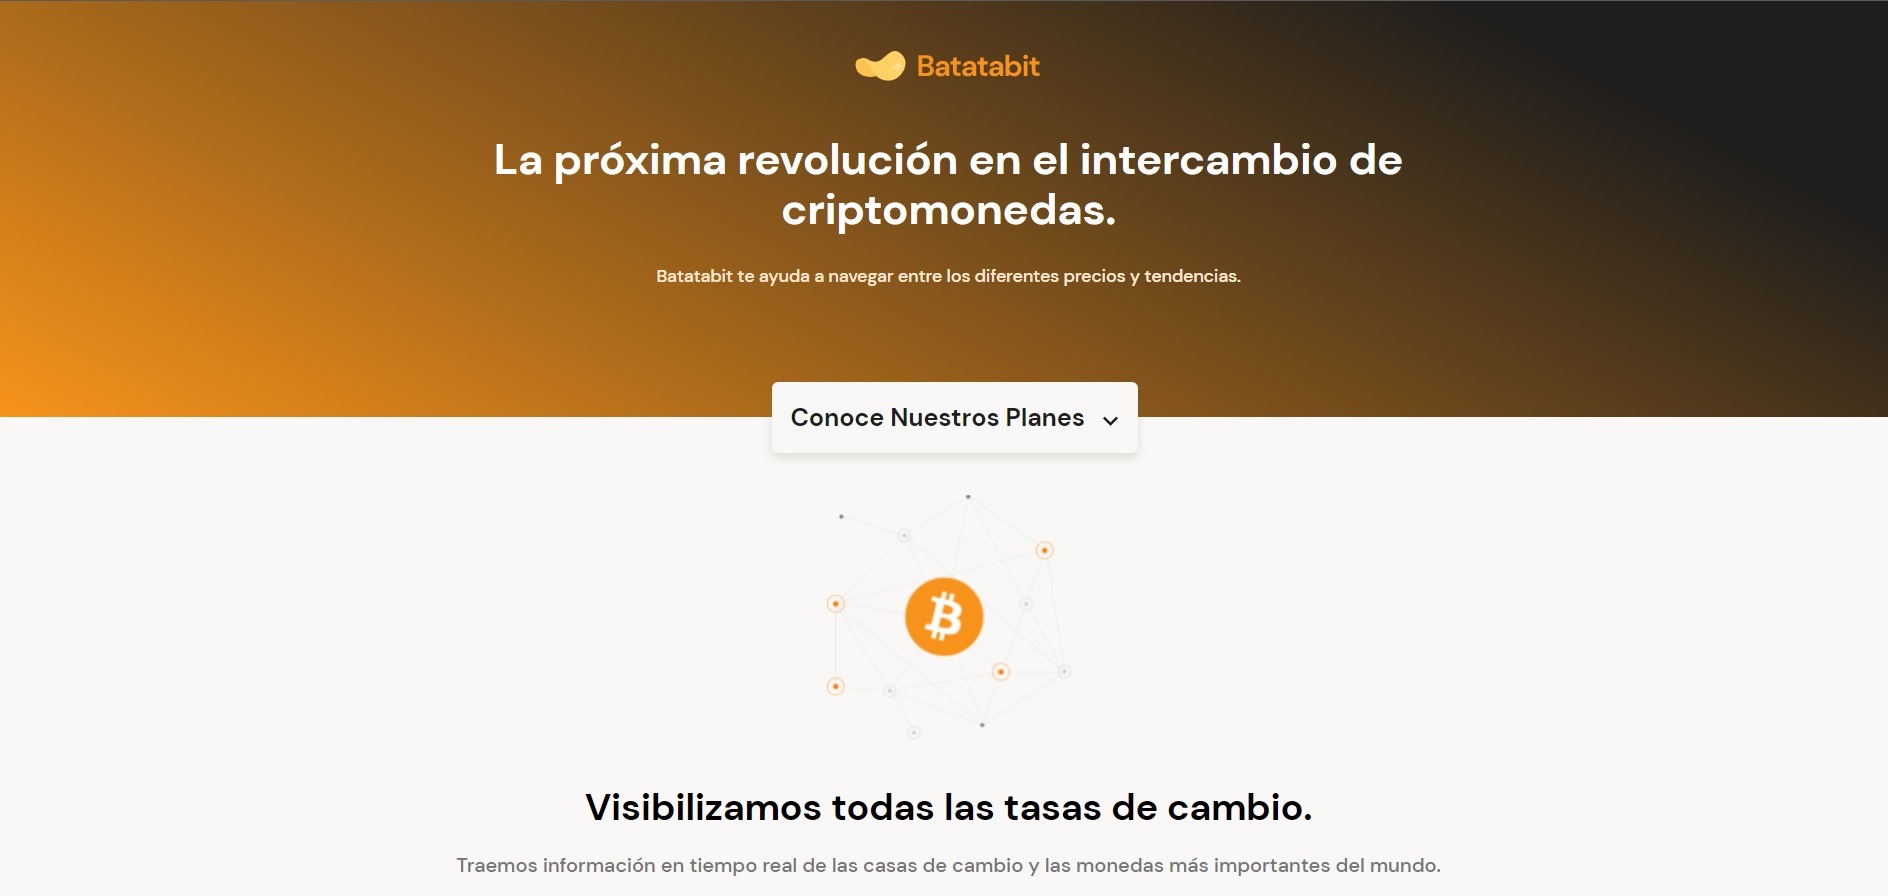 Batatabit
La próxima revolución en el intercambio de
criptomonedas.
Batatabit te ayuda a navegar entre los diferentes precios y tendencias.
Conoce Nuestros Planes
Visibilizamos todas las tasas de cambio.
Traemos información en tiempo real de las casas de cambio y las monedas más importantes del mundo.